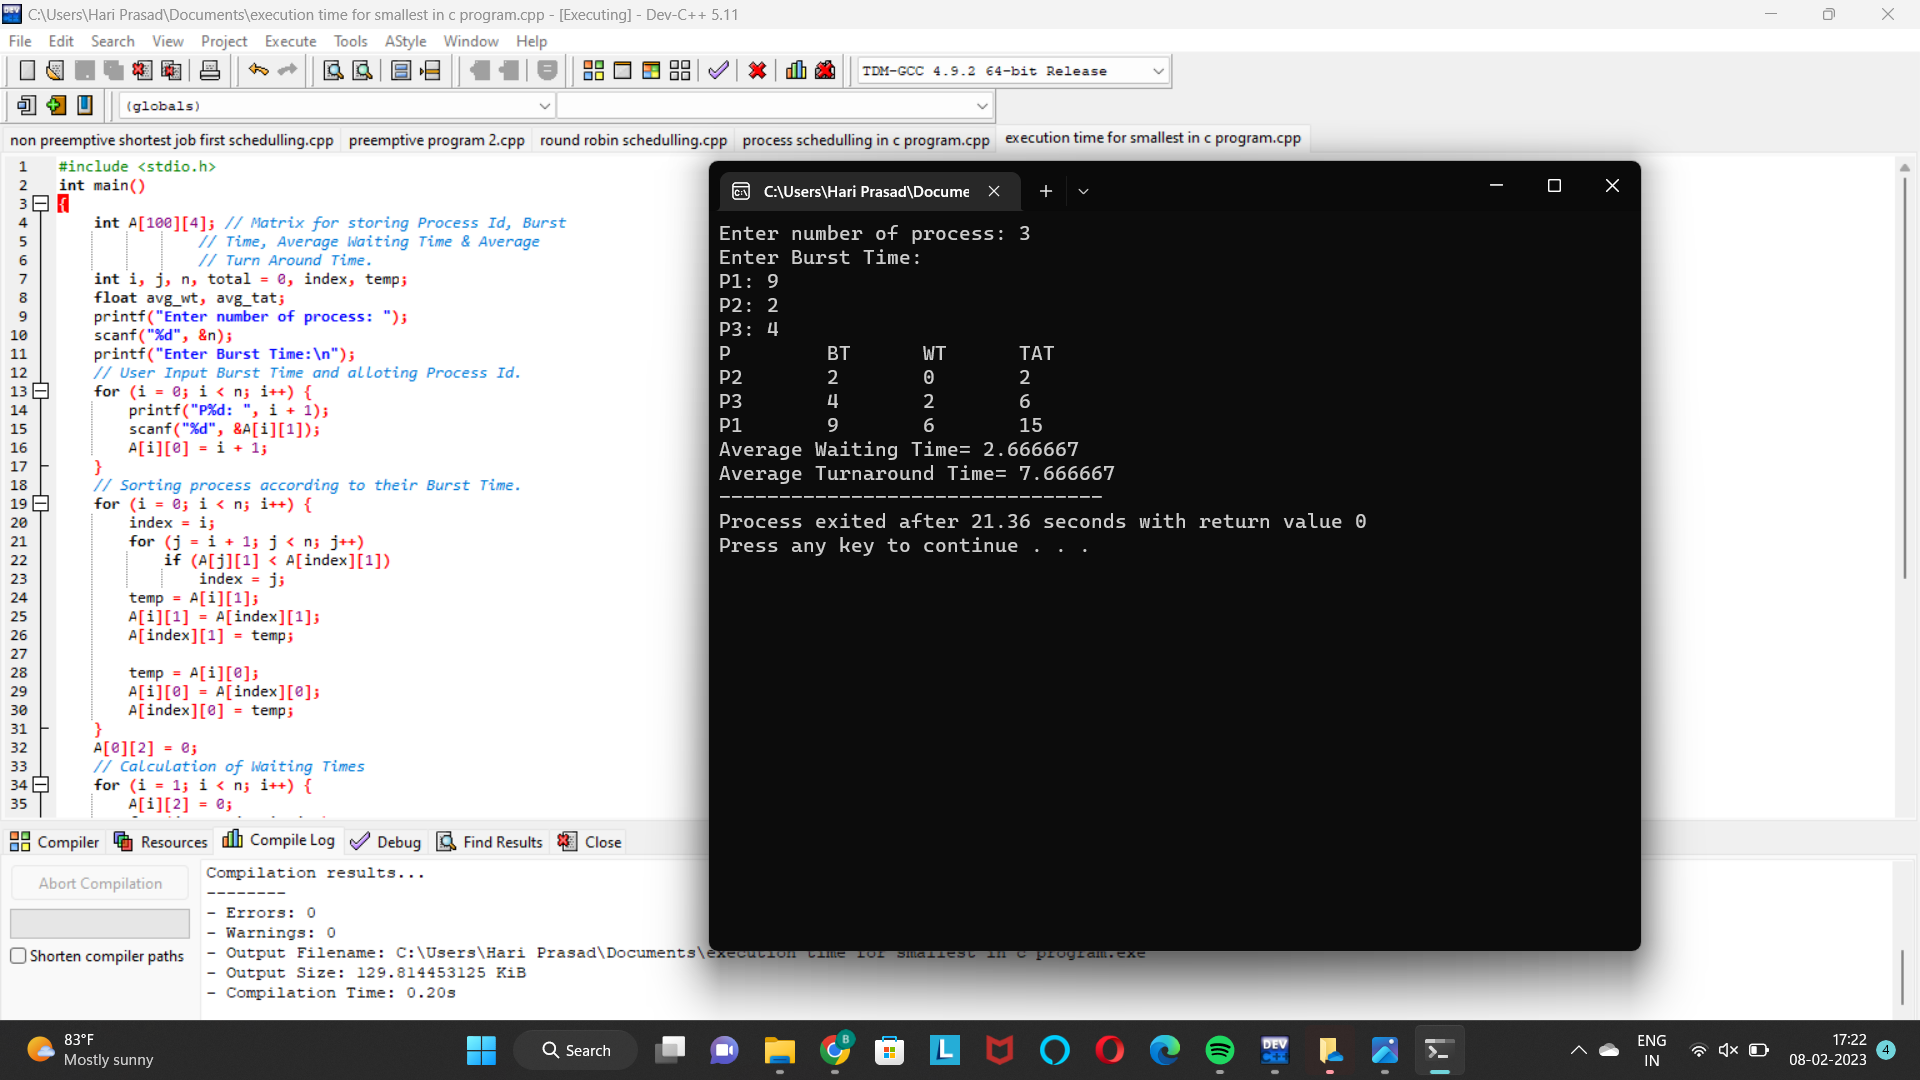 C:\Users\Hari Prasad\Documents\execution time for smallest in c program.cpp - [Executing] - Dev-C++ 5.11
File Edit Search View Project Execute Tools AStyle Window Help
TDM-GCC 4.9.2 64-bit Release
(globals)
non preemptive shortest job first schedulling.cpp preemptive program 2.cpp round robin schedulling.cpp process schedulling in c program.cpp execution time for smallest in c program.cpp
1 #include <stdio.h>
2 int main()
3 {
4 int A[100][4]; // Matrix for storing Process Id, Burst
5 // Time, Average Waiting Time & Average
6 // Turn Around Time.
7 int i, j, n, total = 0, index, temp;
8 float avg_wt, avg_tat;
9 printf("Enter number of process: ");
10 scanf("%d", &n);
11 printf("Enter Burst Time:\n");
12 // User Input Burst Time and alloting Process Id.
13 for (i = 0; i < n; i++) {
14 printf("P%d: ", i + 1);
15 scanf("%d", &A[i][1]);
16 A[i][0] = i + 1;
17 }
18 // Sorting process according to their Burst Time.
19 for (i = 0; i < n; i++) {
20 index = i;
21 for (j = i + 1; j < n; j++)
22 if (A[j][1] < A[index][1])
23 index = j;
24 temp = A[i][1];
25 A[i][1] = A[index][1];
26 A[index][1] = temp;
27
28 temp = A[i][0];
29 A[i][0] = A[index][0];
30 A[index][0] = temp;
31 }
32 A[0][2] = 0;
33 // Calculation of Waiting Times
34 for (i = 1; i < n; i++) {
35 A[i][2] = 0;
C:\Users\Hari Prasad\Docume
Enter number of process: 3
Enter Burst Time:
P1: 9
P2: 2
P3: 4
P BT WT TAT
P2 2 0 2
P3 4 2 6
P1 9 6 15
Average Waiting Time= 2.666667
Average Turnaround Time= 7.666667
--------------------------------
Process exited after 21.36 seconds with return value 0
Press any key to continue . . .
Compiler Resources Compile Log Debug Find Results Close
Abort Compilation
Shorten compiler paths
Compilation results...
--------
- Errors: 0
- Warnings: 0
- Output Filename: C:\Users\Hari Prasad\Documents\execution time for smallest in c program.exe
- Output Size: 129.814453125 KiB
- Compilation Time: 0.20s
83°F
Mostly sunny
Search
B
L
DEV C++
ENG
IN
17:22
08-02-2023
4